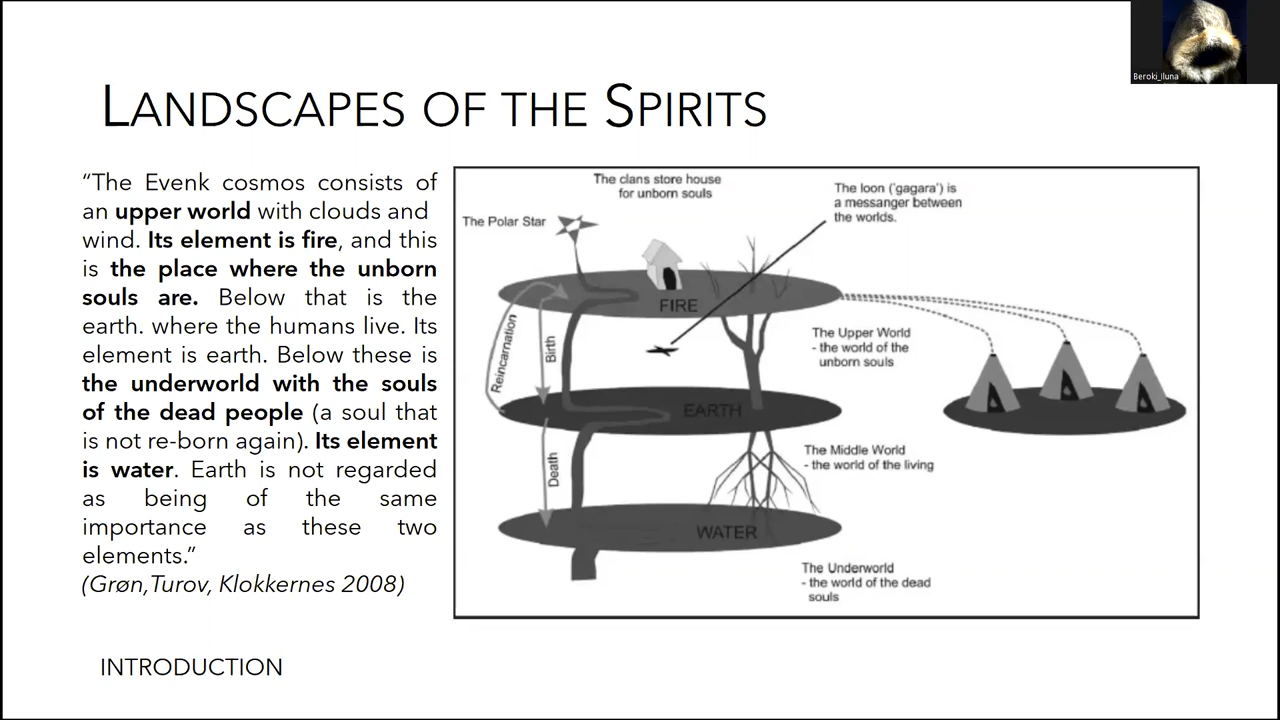 Beroki_Iluna
LANDSCAPES OF THE SPIRITS
“The Evenk cosmos consists of
an upper world with clouds and
wind. Its element is fire, and this
is the place where the unborn
souls are. Below that is the
earth. where the humans live. Its
element is earth. Below these is
the underworld with the souls
of the dead people (a soul that
is not re-born again). Its element
is water. Earth is not regarded
as being of the same
importance as these two
elements.”
(Grøn,Turov, Klokkernes 2008)
The clans store house
for unborn souls
The loon ('gagara') is
a messanger between
the worlds.
The Polar Star
FIRE
Reincarnation
Birth
The Upper World
- the world of the
unborn souls
EARTH
The Middle World
- the world of the living
Death
WATER
The Underworld
- the world of the dead
souls
INTRODUCTION